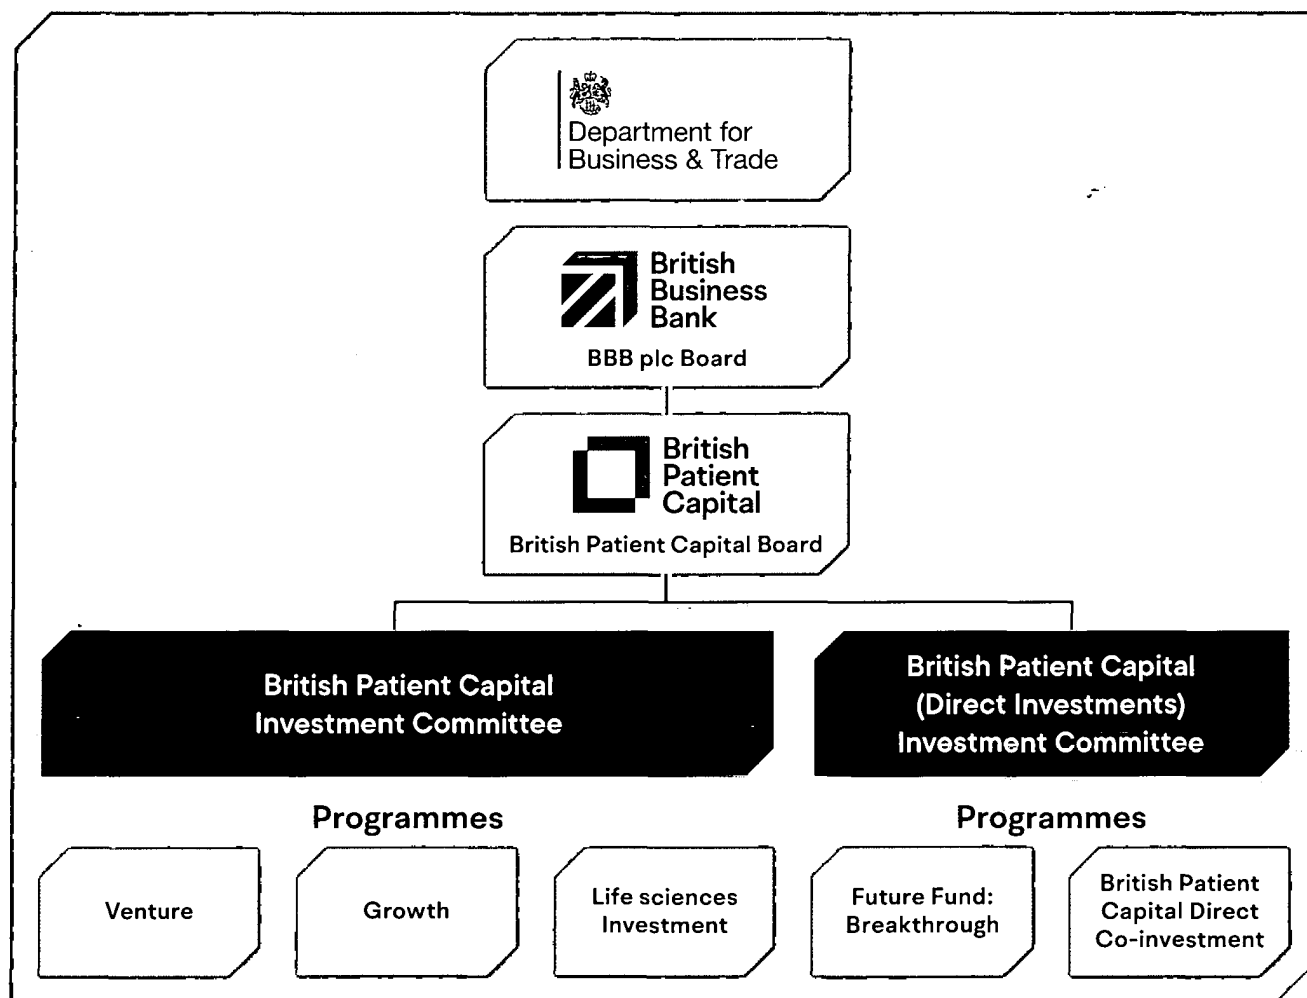 Department for
Business & Trade
British
Business
Bank
BBB plc Board
British
Patient
Capital
British Patient Capital Board
British Patient Capital
Investment Committee
British Patient Capital
(Direct Investments)
Investment Committee
Programmes
Programmes
Venture
Growth
Life sciences
Investment
Future Fund:
Breakthrough
British Patient
Capital Direct
Co-investment